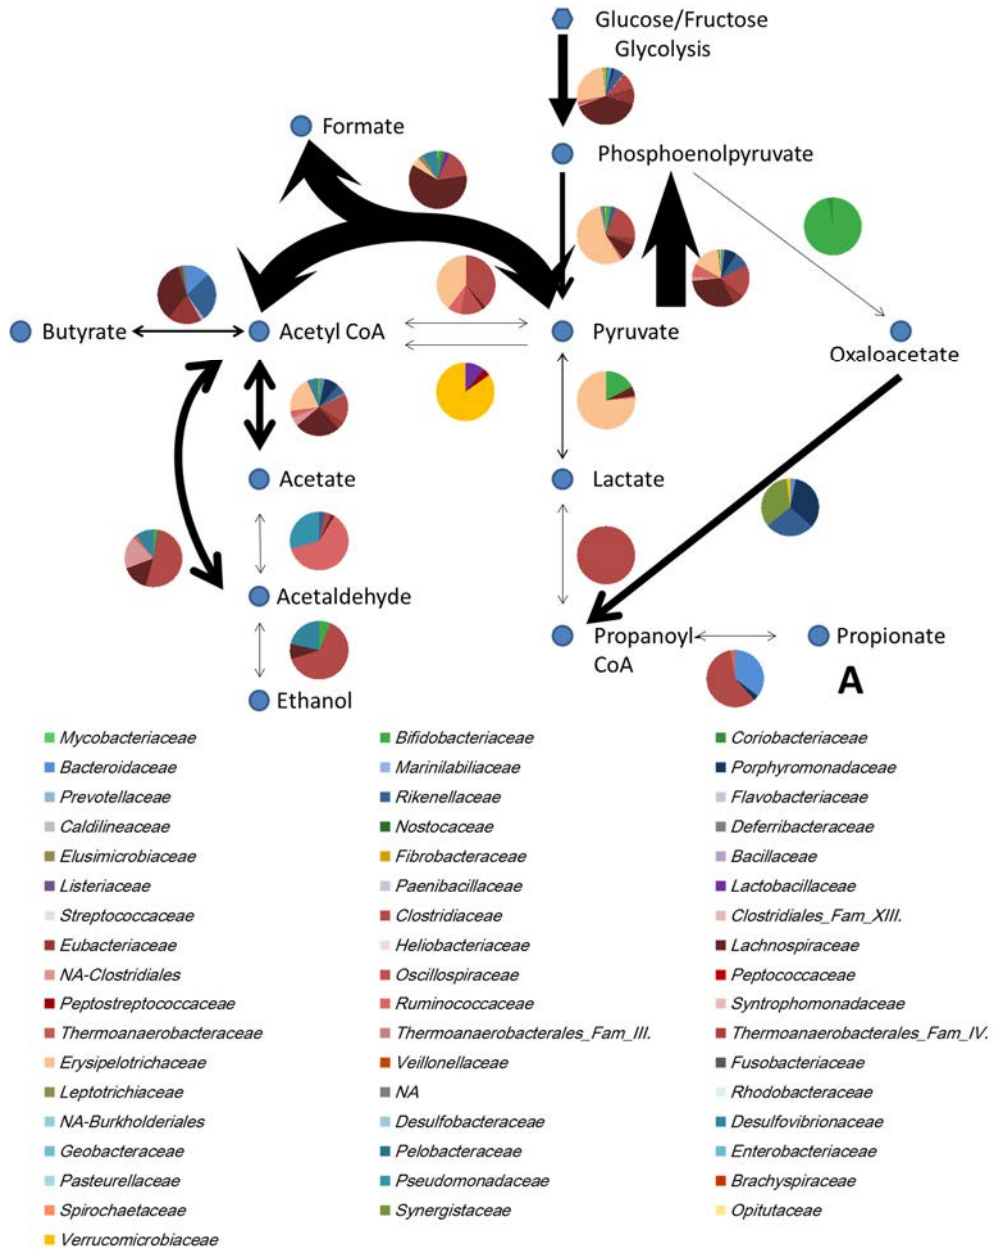 Glucose/Fructose
Glycolysis
Formate
Phosphoenolpyruvate
Butyrate
Acetyl CoA
Pyruvate
Oxaloacetate
Acetate
Lactate
Acetaldehyde
Propanoyl
CoA
Propionate
A
Ethanol
Mycobacteriaceae
Bifidobacteriaceae
Coriobacteriaceae
Bacteroidaceae
Marinilabiliaceae
Porphyromonadaceae
Prevotellaceae
Rikenellaceae
Flavobacteriaceae
Caldilineaceae
Nostocaceae
Deferribacteraceae
Elusimicrobiaceae
Fibrobacteraceae
Bacillaceae
Listeriaceae
Paenibacillaceae
Lactobacillaceae
Streptococcaceae
Clostridiaceae
Clostridiales_Fam_XIII.
Eubacteriaceae
Heliobacteriaceae
Lachnospiraceae
NA-Clostridiales
Oscillospiraceae
Peptococcaceae
Peptostreptococcaceae
Ruminococcaceae
Syntrophomonadaceae
Thermoanaerobacteraceae
Thermoanaerobacterales_Fam_III.
Thermoanaerobacterales_Fam_IV.
Erysipelotrichaceae
Veillonellaceae
Fusobacteriaceae
Leptotrichiaceae
NA
Rhodobacteraceae
NA-Burkholderiales
Desulfobacteraceae
Desulfovibrionaceae
Geobacteraceae
Pelobacteraceae
Enterobacteriaceae
Pasteurellaceae
Pseudomonadaceae
Brachyspiraceae
Spirochaetaceae
Synergistaceae
Opitutaceae
Verrucomicrobiaceae